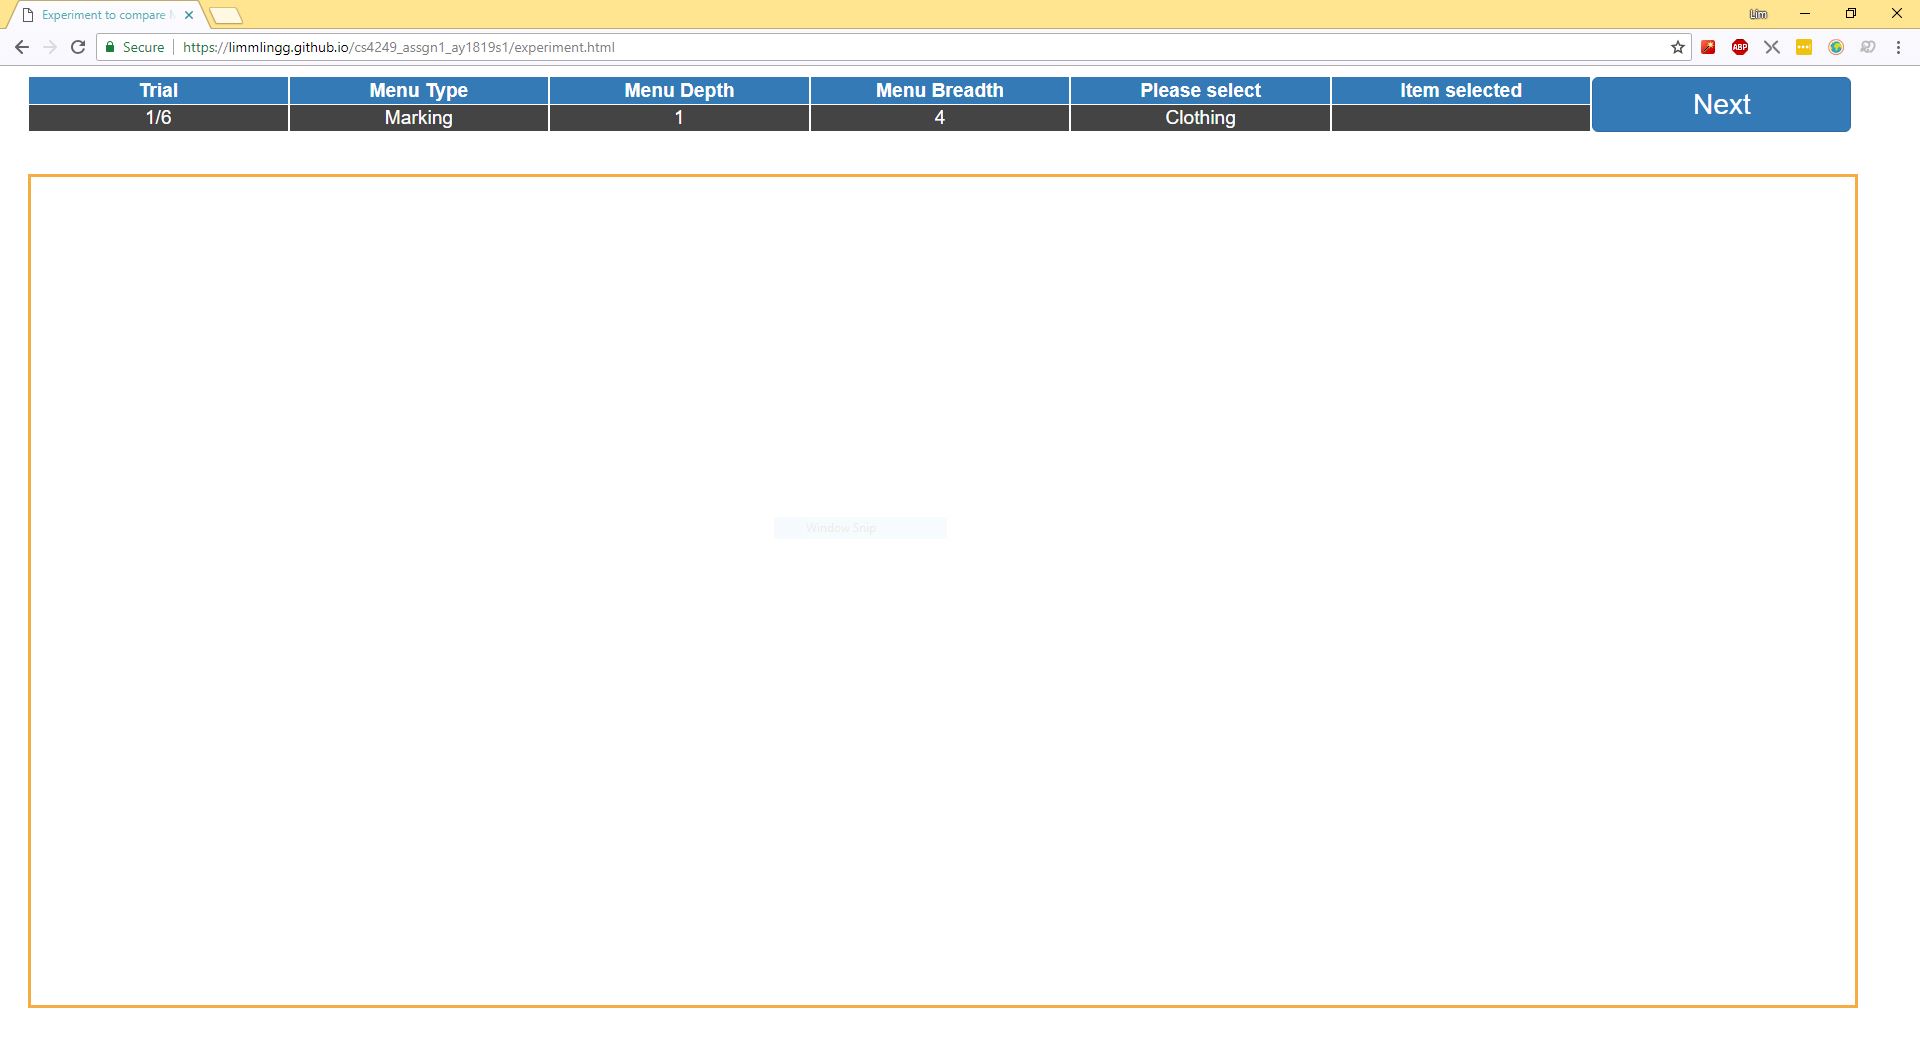 Experiment to compare
Lim
Secure
https://limmlingg.github.io/cs4249_assgn1_ay1819s1/experiment.html
ABP
Trial Menu Type Menu Depth Menu Breadth Please select Item selected Next
1/6 Marking 1 4 Clothing
Window Snip